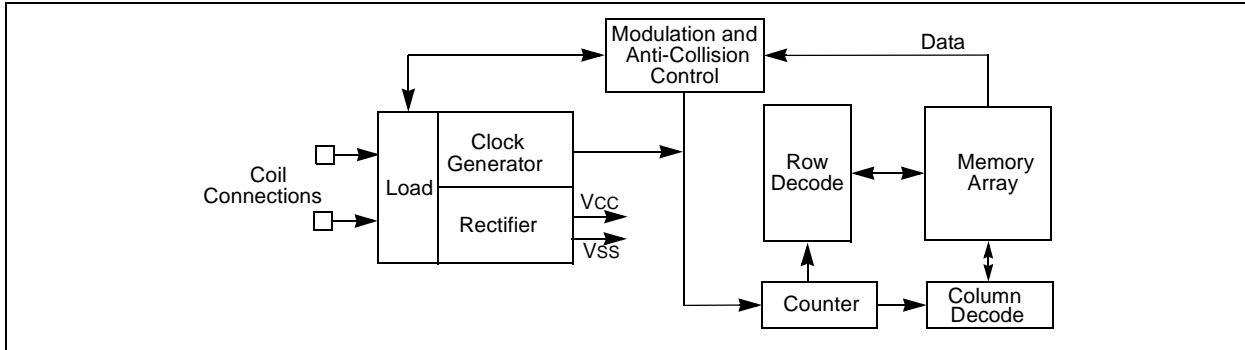 Modulation and
Anti-Collision
Control
Data
Coil
Connections
Load
Clock
Generator
Rectifier
VCC
VSS
Row
Decode
Memory
Array
Counter
Column
Decode